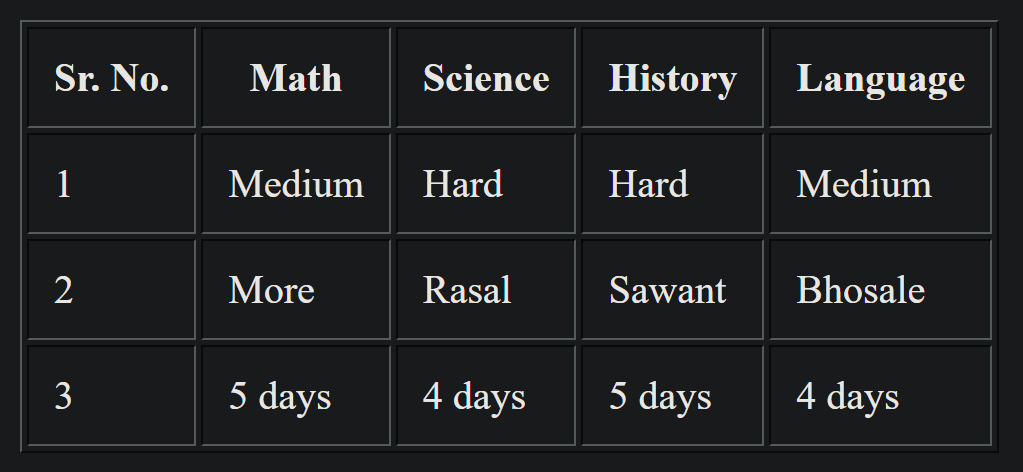 Sr. No. Math Science History Language
1 Medium Hard Hard Medium
2 More Rasal Sawant Bhosale
3 5 days 4 days 5 days 4 days